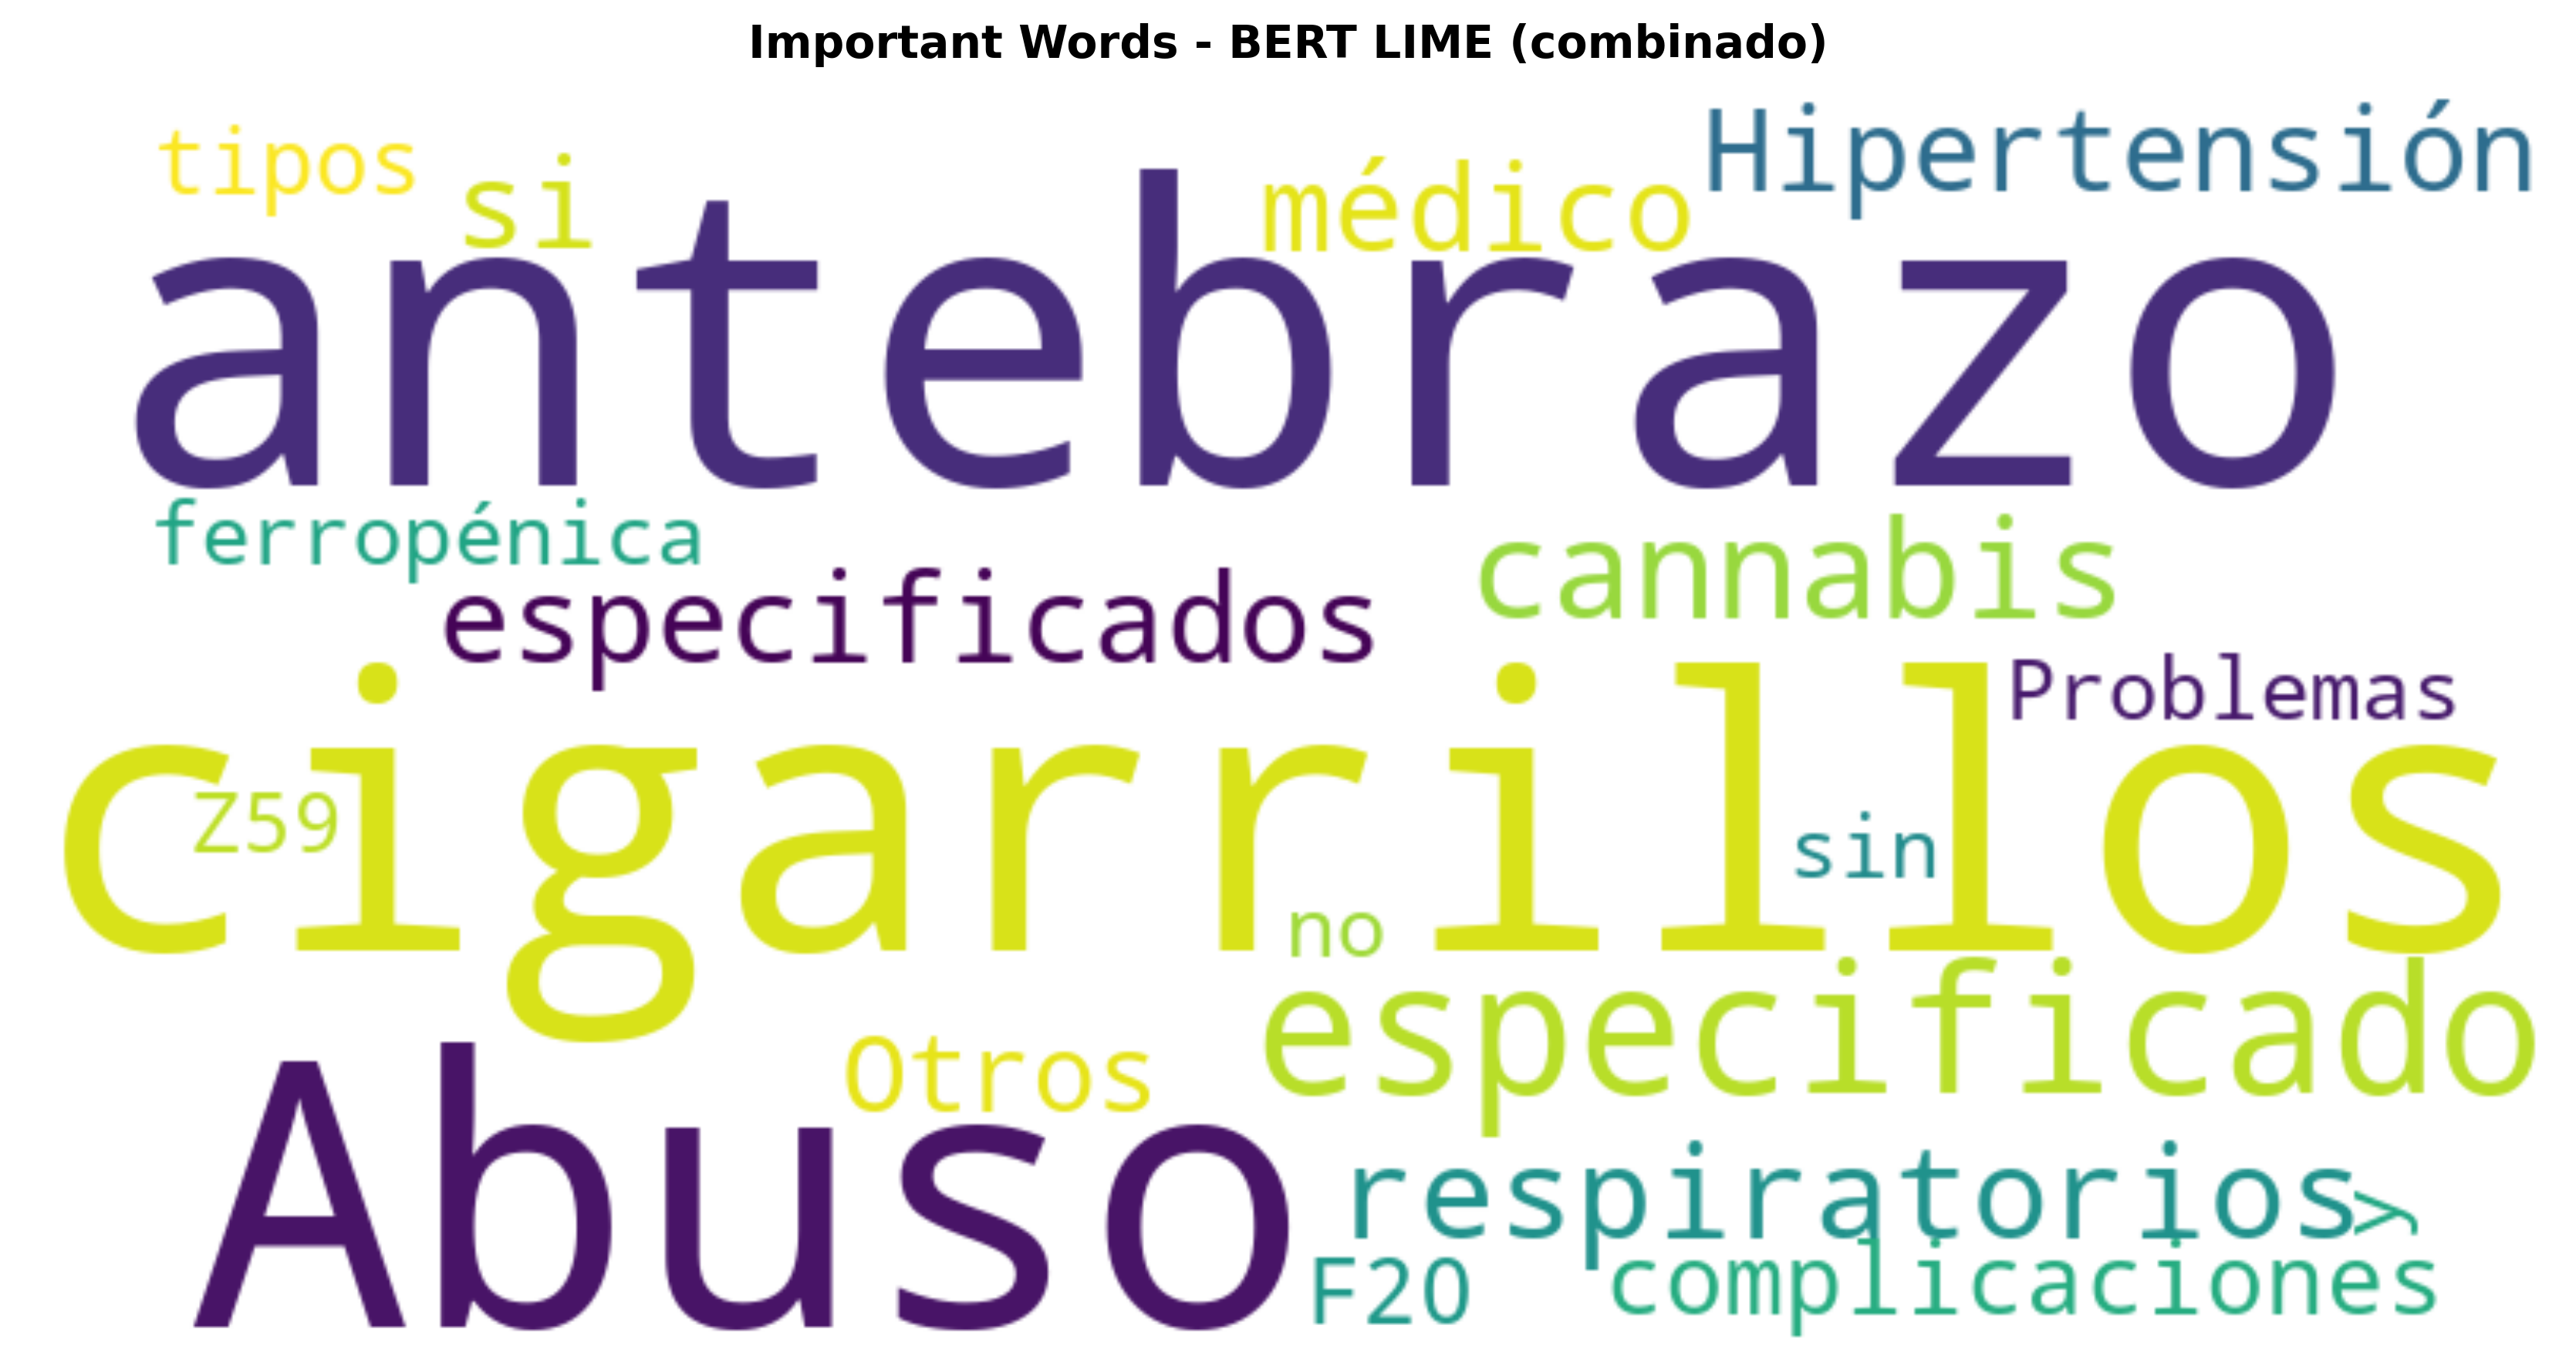 Important Words - BERT LIME (combinado)
tipos
si
médico
Hipertensión
antebrazo
ferropénica
cannabis
especificados
Problemas
cigarrillos
Z59
sin
no
especificado
Otros
Abuso
respiratorios
y
F20
complicaciones